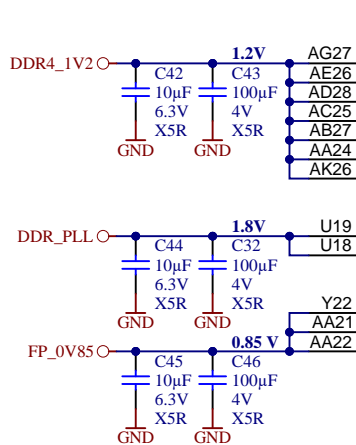 1.2V AG27
DDR4_1V2 AE26
C42 C43 AD28
10µF 100µF AC25
6.3V 4V AB27
X5R X5R AA24
GND GND AK26
1.8V U19
DDR_PLL U18
C44 C32
10µF 100µF
6.3V 4V
X5R X5R Y22
GND GND AA21
FP_0V85 0.85 V AA22
C45 C46
10µF 100µF
6.3V 4V
X5R X5R
GND GND